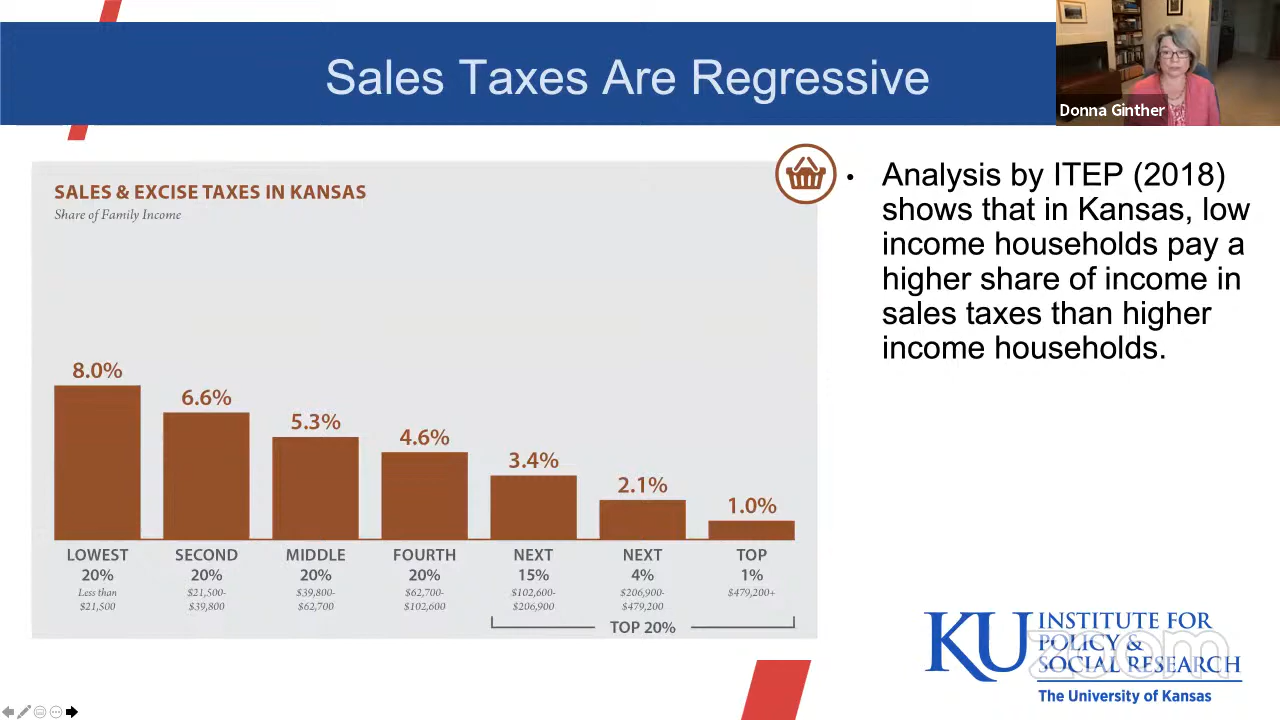 Sales Taxes Are Regressive
Donna Ginther
SALES & EXCISE TAXES IN KANSAS
Share of Family Income
8.0%
6.6%
5.3%
4.6%
3.4%
2.1%
1.0%
LOWEST
20%
Less than
$21,500
SECOND
20%
$21,500-
$39,800
MIDDLE
20%
$39,800-
$62,700
FOURTH
20%
$62,700-
$102,600
NEXT
15%
$102,600-
$206,900
NEXT
4%
$206,900-
$479,200
TOP
1%
$479,200+
TOP 20%
• Analysis by ITEP (2018)
shows that in Kansas, low
income households pay a
higher share of income in
sales taxes than higher
income households.
KU
INSTITUTE FOR
POLICY &
SOCIAL RESEARCH
The University of Kansas
zoom